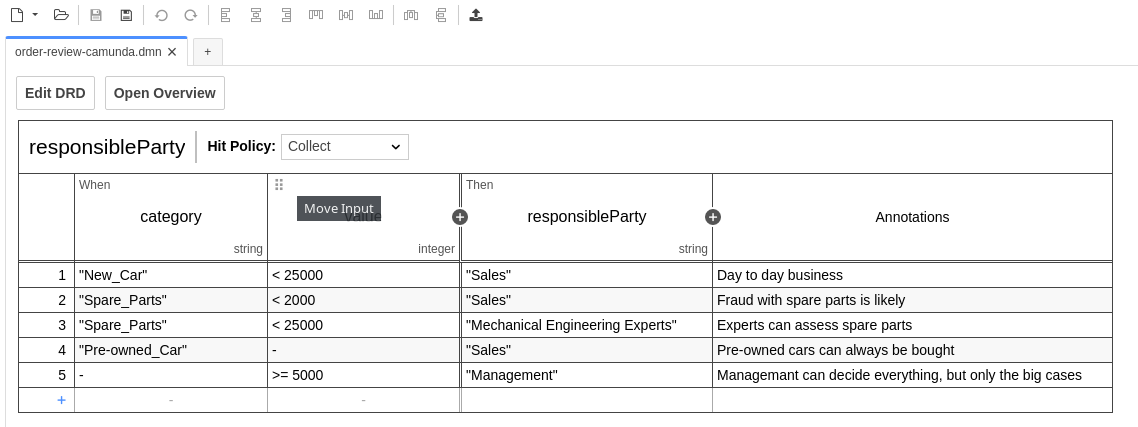 order-review-camunda.dmn
+
Edit DRD Open Overview
responsibleParty Hit Policy: Collect
When Then
Move Input
category responsibleParty Annotations
string integer string
1 "New_Car" < 25000 "Sales" Day to day business
2 "Spare_Parts" < 2000 "Sales" Fraud with spare parts is likely
3 "Spare_Parts" < 25000 "Mechanical Engineering Experts" Experts can assess spare parts
4 "Pre-owned_Car" - "Sales" Pre-owned cars can always be bought
5 - >= 5000 "Management" Managemant can decide everything, but only the big cases
+ - -